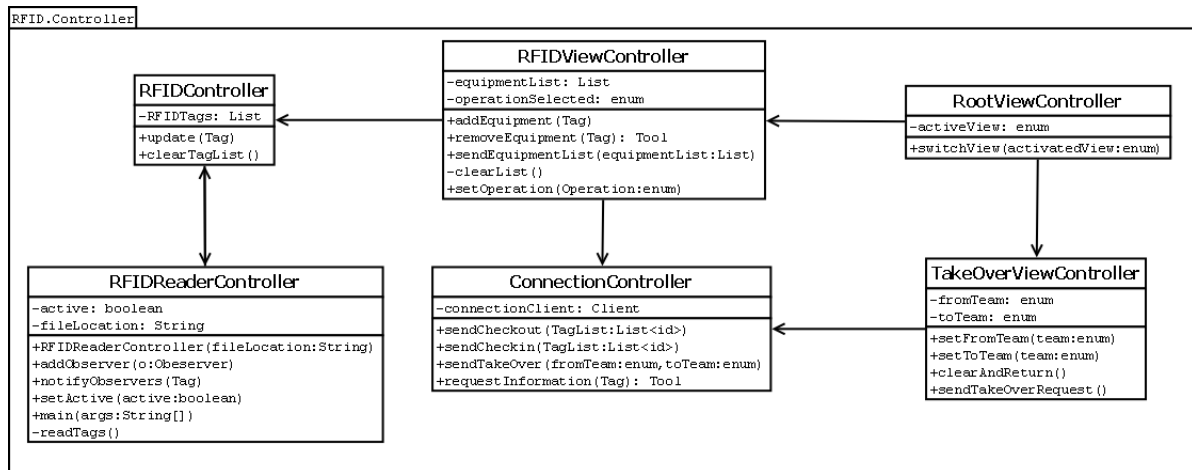 RFID.Controller
RFIDController
-RFIDTags: List
+update(Tag)
+clearTagList()
RFIDViewController
-equipmentList: List
-operationSelected: enum
+addEquipment(Tag)
+removeEquipment(Tag): Tool
+sendEquipmentList(equipmentList:List)
-clearList()
+setOperation(Operation:enum)
RootViewController
-activeView: enum
+switchView(activatedView:enum)
RFIDReaderController
-active: boolean
-fileLocation: String
+RFIDReaderController(fileLocation:String)
+addObserver(o:Obeserver)
+notifyObservers(Tag)
+setActive(active:boolean)
+main(args:String[])
-readTags()
ConnectionController
-connectionClient: Client
+sendCheckout(TagList:List<id>)
+sendCheckin(TagList:List<id>)
+sendTakeOver(fromTeam:enum,toTeam:enum)
+requestInformation(Tag): Tool
TakeOverViewController
-fromTeam: enum
-toTeam: enum
+setFromTeam(team:enum)
+setToTeam(team:enum)
+clearAndReturn()
+sendTakeOverRequest()